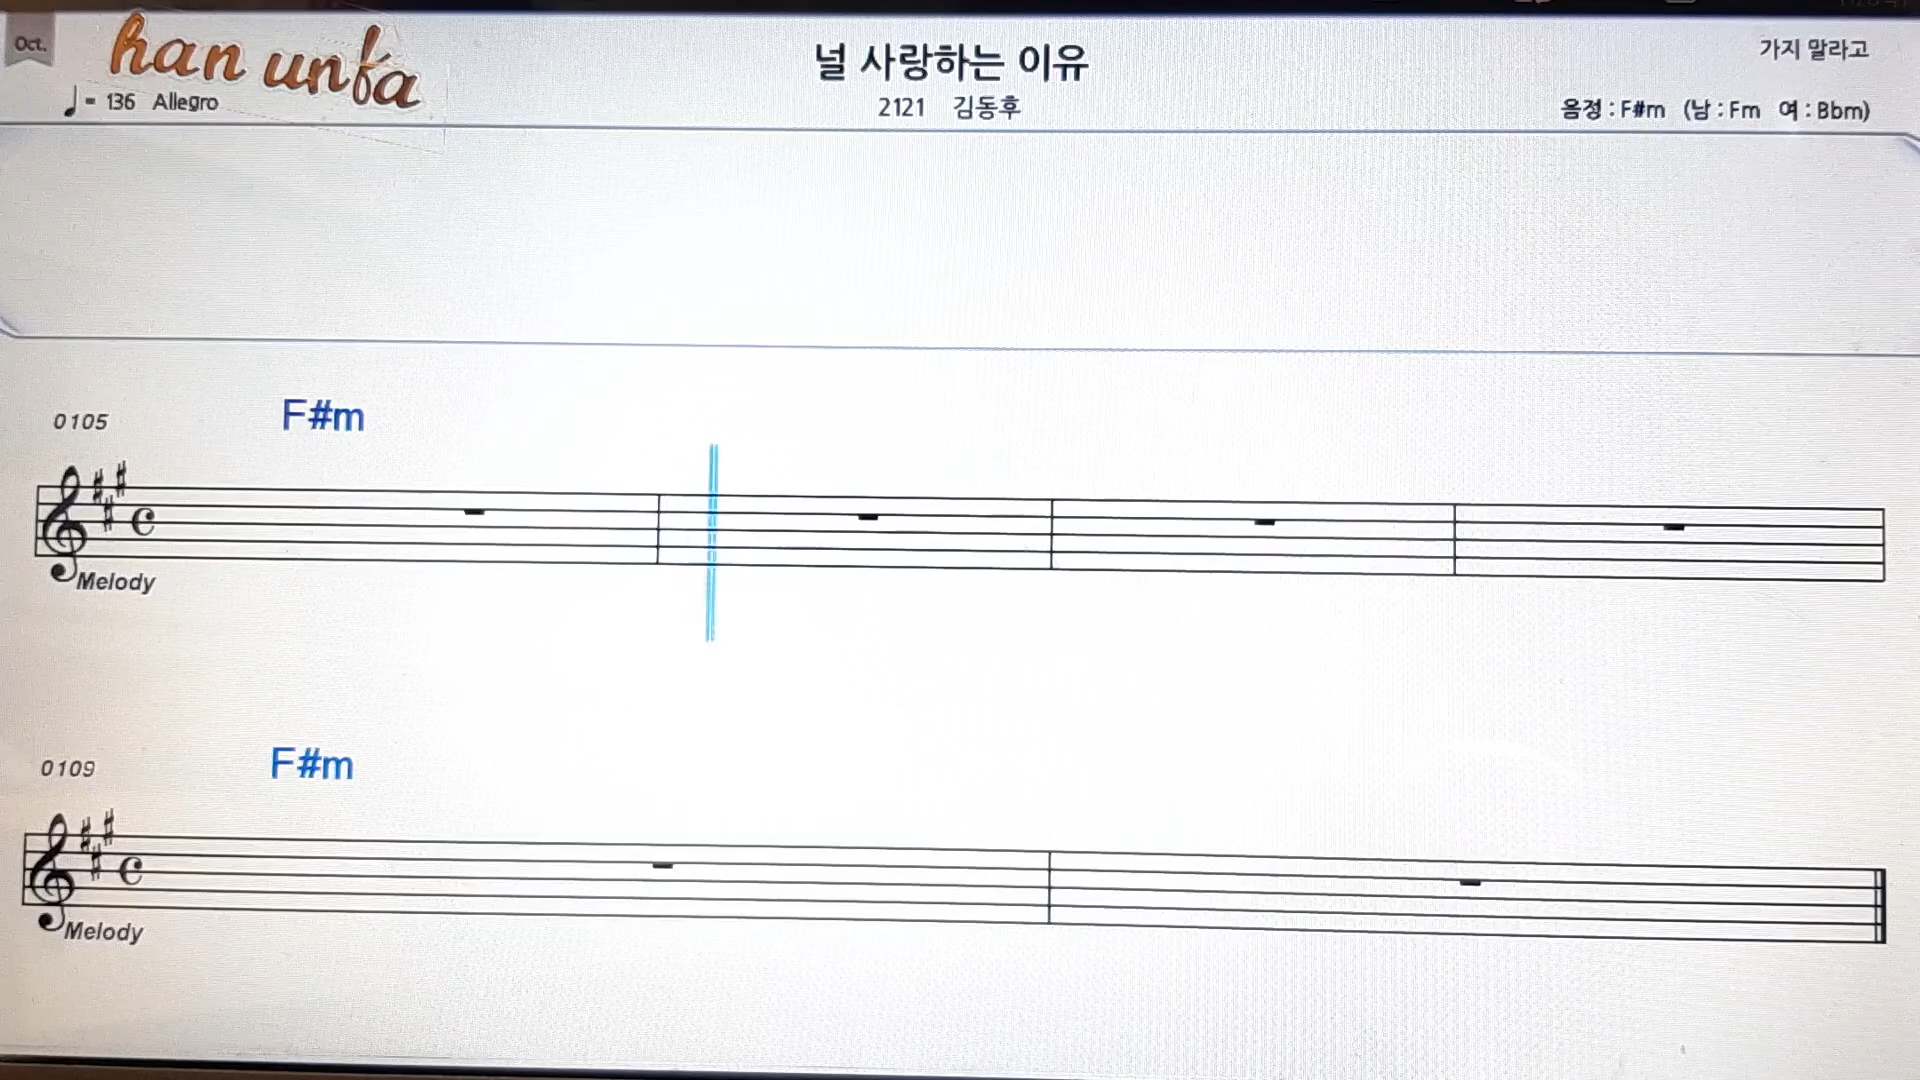 Oct.
han unfa
널 사랑하는 이유
가지 말라고
♩= 136 Allegro
2121 김동후
음정 : F#m (남 : Fm 여 : Bbm)
0105
F#m
Melody
0109
F#m
Melody